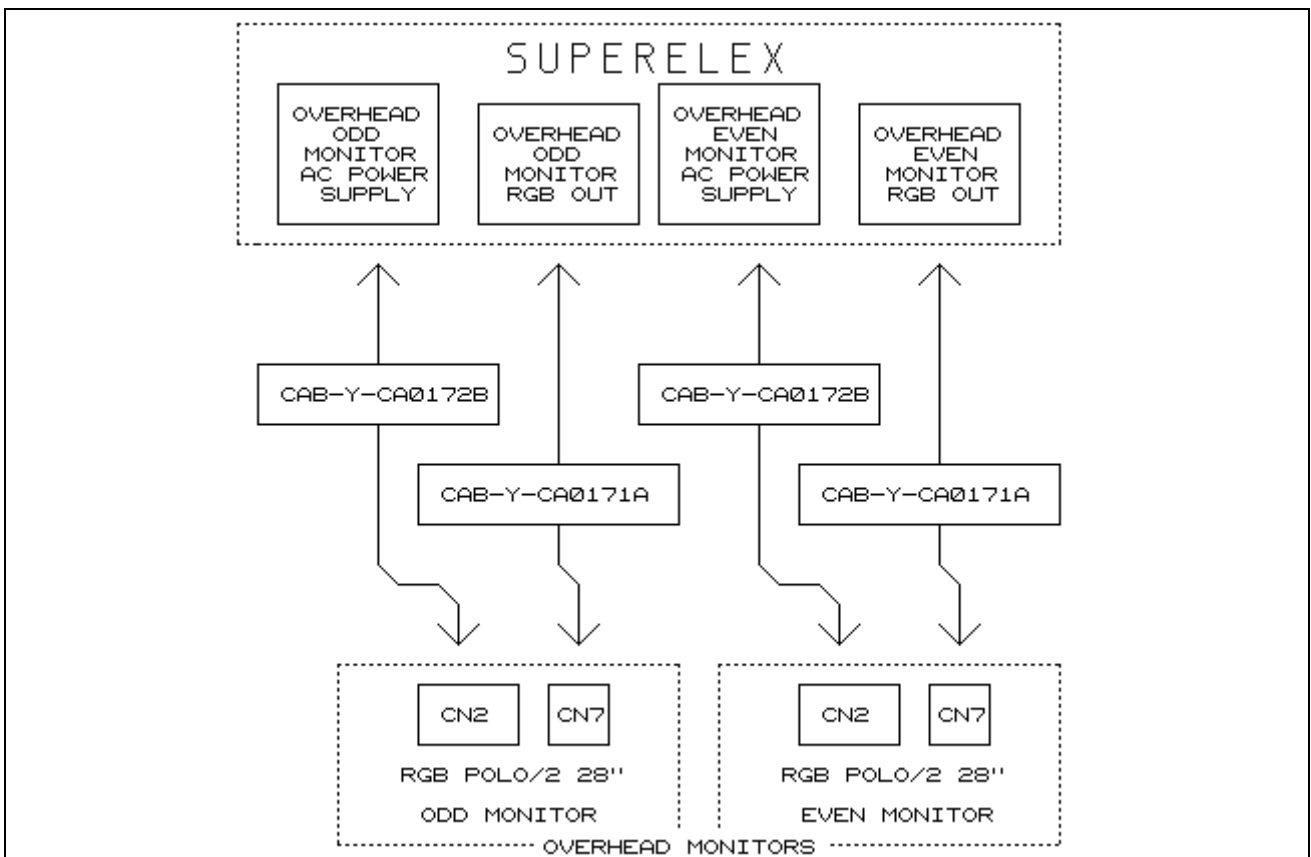 SUPERELEX
OVERHEAD
ODD
MONITOR
AC POWER
SUPPLY
OVERHEAD
ODD
MONITOR
RGB OUT
OVERHEAD
EVEN
MONITOR
AC POWER
SUPPLY
OVERHEAD
EVEN
MONITOR
RGB OUT
CAB-Y-CA0172B
CAB-Y-CA0172B
CAB-Y-CA0171A
CAB-Y-CA0171A
CN2
CN7
RGB POLO/2 28"
ODD MONITOR
CN2
CN7
RGB POLO/2 28"
EVEN MONITOR
OVERHEAD MONITORS